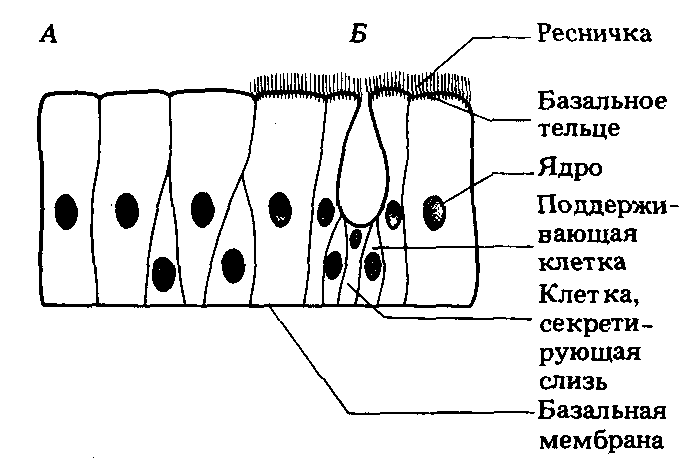 А
Б
Ресничка
Базальное
тельце
Ядро
Поддержи-
вающая
клетка
Клетка,
секрети-
рующая
слизь
Базальная
мембрана